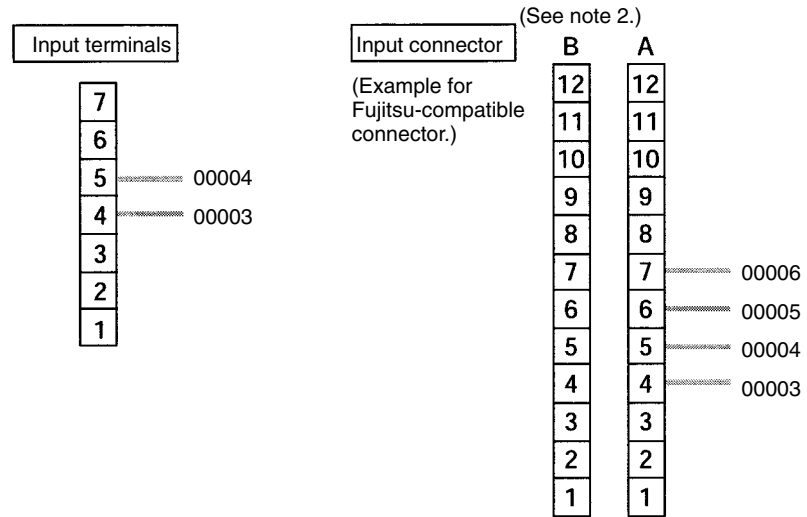 Input terminals
7
6
5 00004
4 00003
3
2
1
(See note 2.)
Input connector
(Example for
Fujitsu-compatible
connector.)
B A
12 12
11 11
10 10
9 9
8 8
7 7 00006
6 6 00005
5 5 00004
4 4 00003
3 3
2 2
1 1